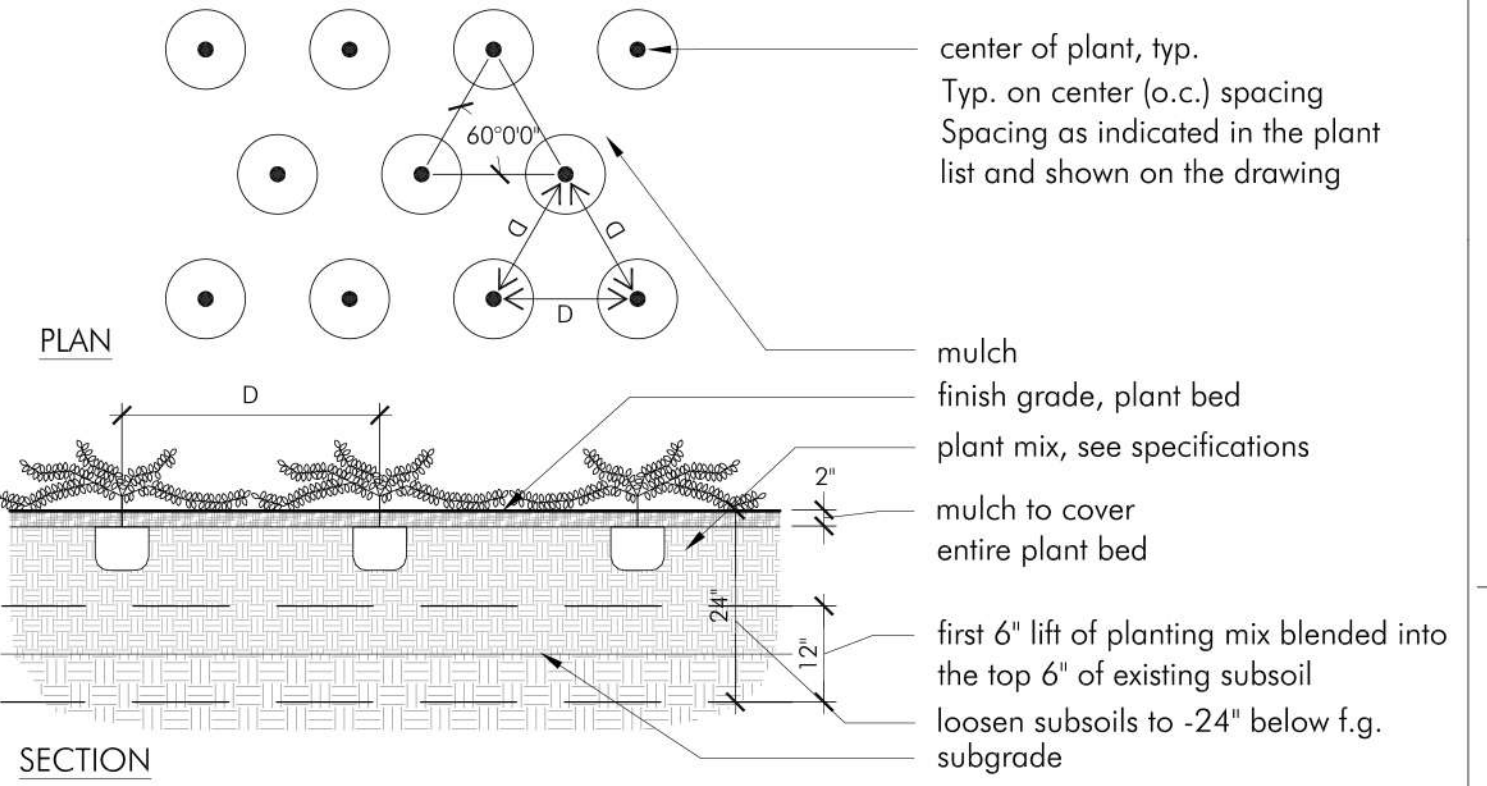 center of plant, typ.
Typ. on center (o.c.) spacing
Spacing as indicated in the plant
list and shown on the drawing
60°0'0"
D
D
D
PLAN
mulch
D
finish grade, plant bed
plant mix, see specifications
2"
mulch to cover
entire plant bed
24"
12"
first 6" lift of planting mix blended into
the top 6" of existing subsoil
loosen subsoils to -24" below f.g.
subgrade
SECTION